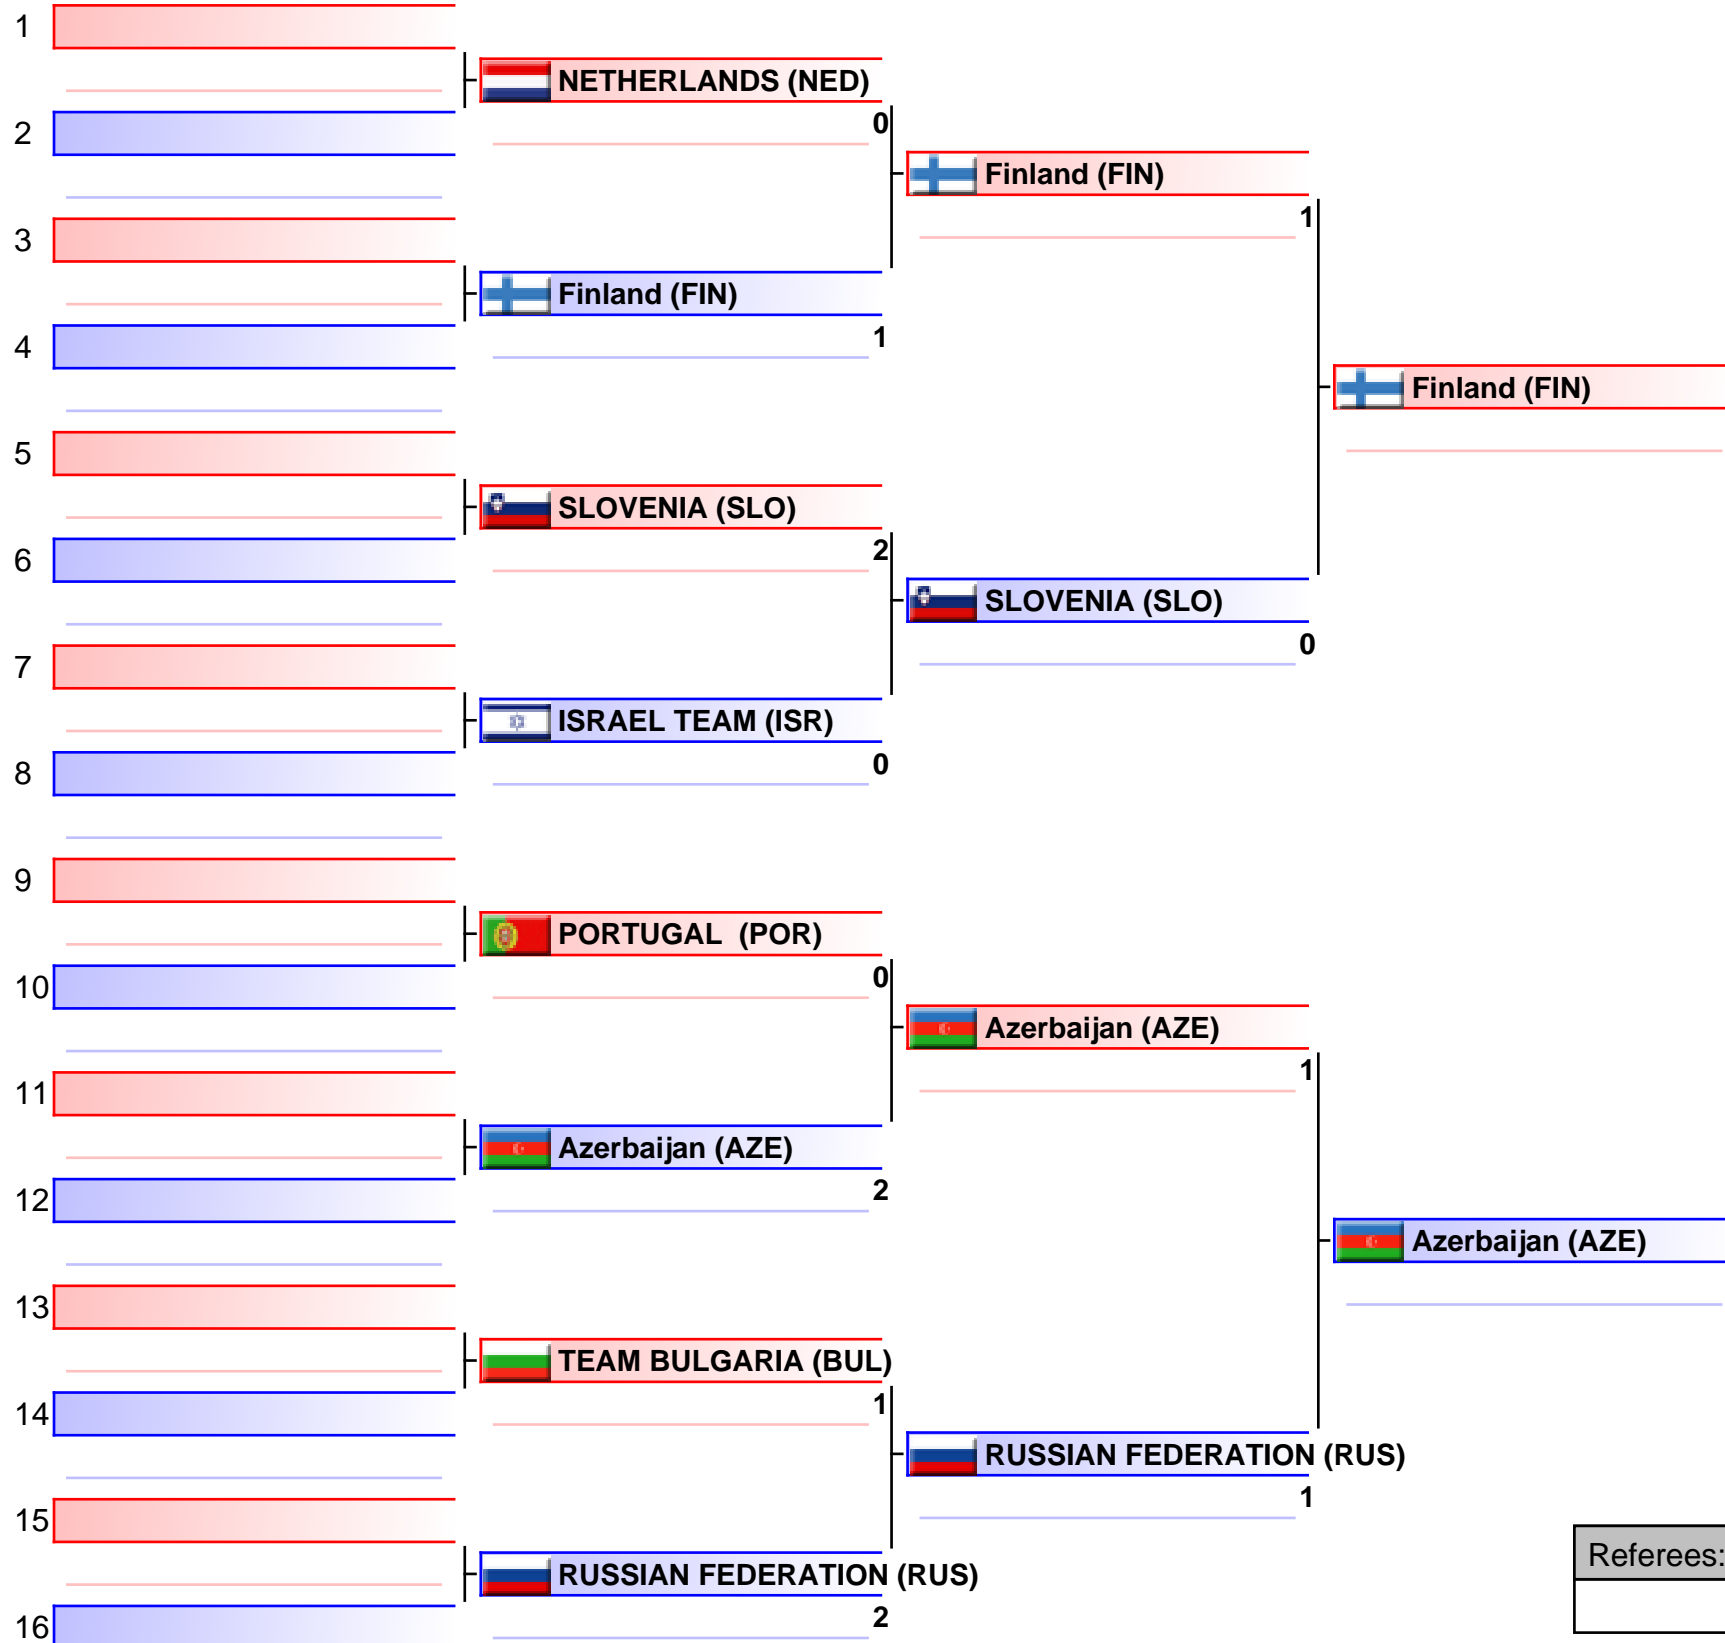 1
NETHERLANDS (NED)
2
0
Finland (FIN)
3
1
Finland (FIN)
4
1
Finland (FIN)
5
SLOVENIA (SLO)
6
2
SLOVENIA (SLO)
7
0
ISRAEL TEAM (ISR)
8
0
9
PORTUGAL  (POR)
10
0
Azerbaijan (AZE)
11
1
Azerbaijan (AZE)
12
2
Azerbaijan (AZE)
13
TEAM BULGARIA (BUL)
14
1
RUSSIAN FEDERATION (RUS)
15
1
Referees:
RUSSIAN FEDERATION (RUS)
16
2